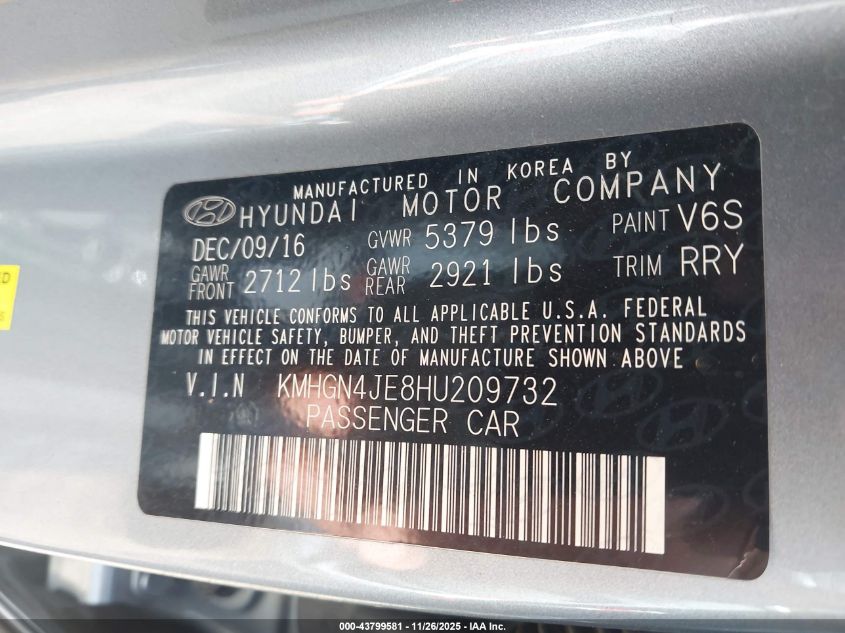 MANUFACTURED IN KOREA BY
HYUNDAI MOTOR COMPANY
DEC/09/16 GVWR 5379 lbs PAINT V6S
GAWR FRONT 2712 lbs GAWR REAR 2921 lbs TRIM RRY
THIS VEHICLE CONFORMS TO ALL APPLICABLE U.S.A. FEDERAL
MOTOR VEHICLE SAFETY, BUMPER, AND THEFT PREVENTION STANDARDS
IN EFFECT ON THE DATE OF MANUFACTURE SHOWN ABOVE
V.I.N KMHGN4JE8HU209732
PASSENGER CAR
000-43799581 - 11/26/2025 - IAA Inc.